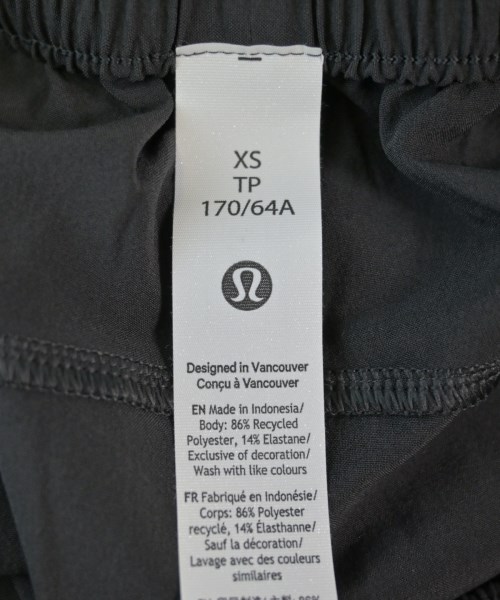 XS
TP
170/64A
Designed in Vancouver
Conçu à Vancouver
EN Made in Indonesia/
Body: 86% Recycled
Polyester, 14% Elastane/
Exclusive of decoration/
Wash with like colours
FR Fabriqué en Indonésie/
Corps: 86% Polyester
recyclé, 14% Élasthanne/
Sauf la décoration/
Lavage avec des couleurs
similaires